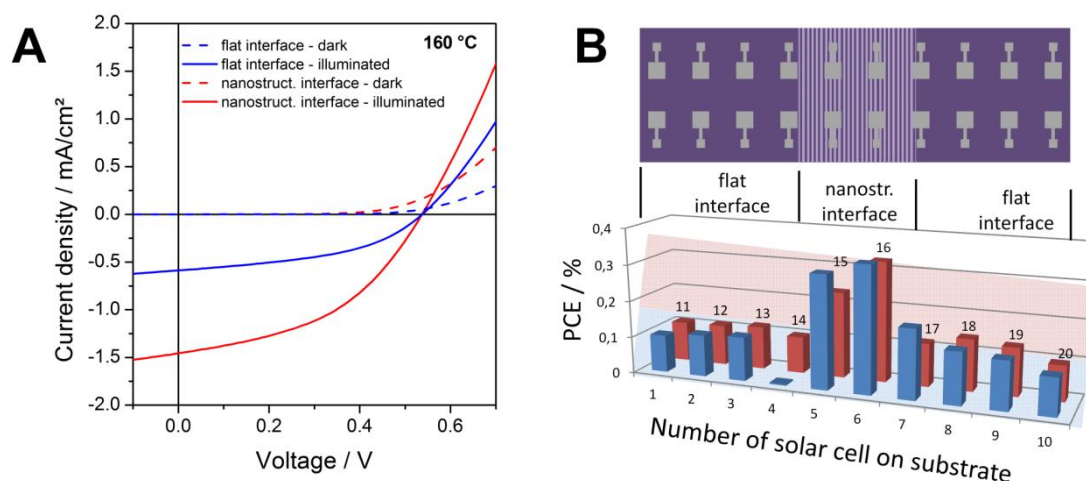 A
2.0
1.5
1.0
0.5
0.0
-0.5
-1.0
-1.5
-2.0
Current density / mA/cm²
flat interface - dark
flat interface - illuminated
nanostruct. interface - dark
nanostruct. interface - illuminated
160 °C
0.0 0.2 0.4 0.6
Voltage / V
B
flat
interface
nanostr.
interface
flat
interface
0,4
0,3
0,2
0,1
0
PCE / %
11 12 13 14 15 16 17 18 19 20
1 2 3 4 5 6 7 8 9 10
Number of solar cell on substrate